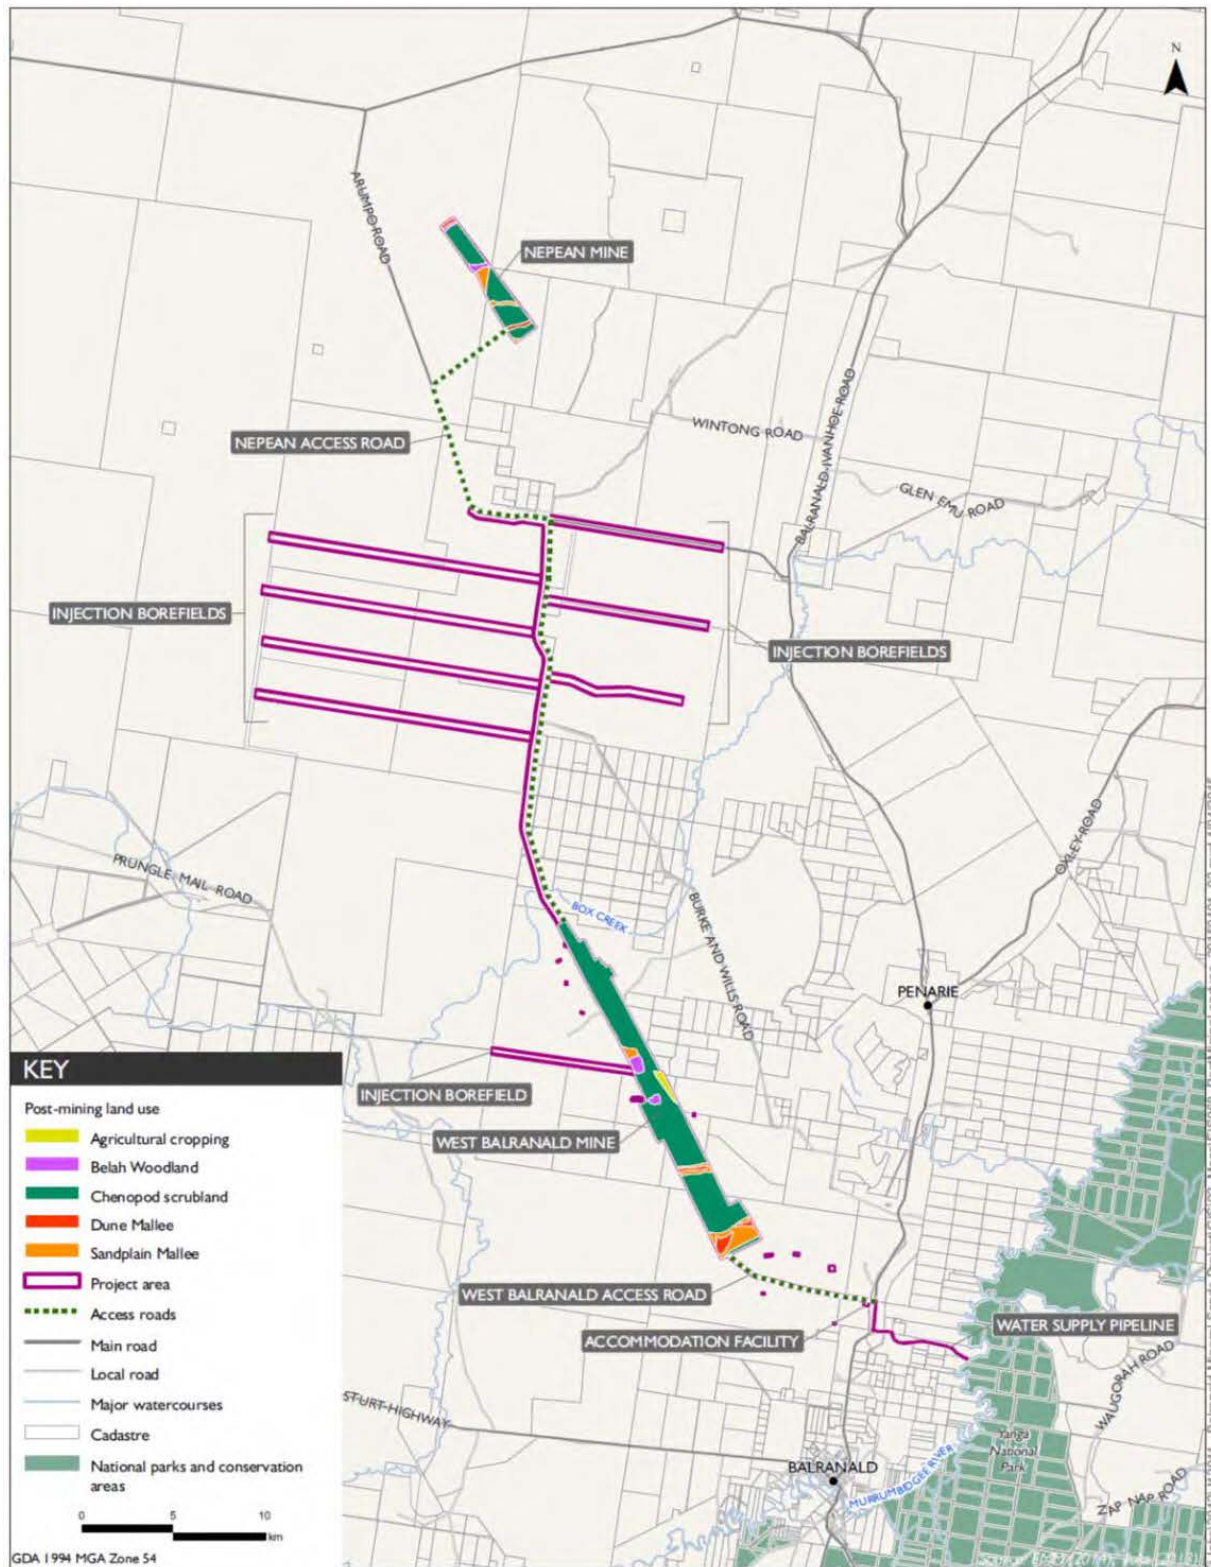 N
ARUMPO ROAD
NEPEAN MINE
BALRANALD-IVANHOE ROAD
WINTONG ROAD
NEPEAN ACCESS ROAD
GLEN EMU ROAD
INJECTION BOREFIELDS
INJECTION BOREFIELDS
OXLEY ROAD
PRUNGLE MAIL ROAD
BOX CREEK
BURKE AND WILLS ROAD
PENARIE
KEY
Post-mining land use
Agricultural cropping
Belah Woodland
Chenopod scrubland
Dune Mallee
Sandplain Mallee
Project area
Access roads
Main road
Local road
Major watercourses
Cadastre
National parks and conservation
areas
0 5 10
km
GDA 1994 MGA Zone 54
INJECTION BOREFIELD
WEST BALRANALD MINE
WEST BALRANALD ACCESS ROAD
WATER SUPPLY PIPELINE
ACCOMMODATION FACILITY
WAUGORAH ROAD
STURT HIGHWAY
Yanga
National
Park
BALRANALD
MURRUMBIDGEE RIVER
ZAP NAP ROAD